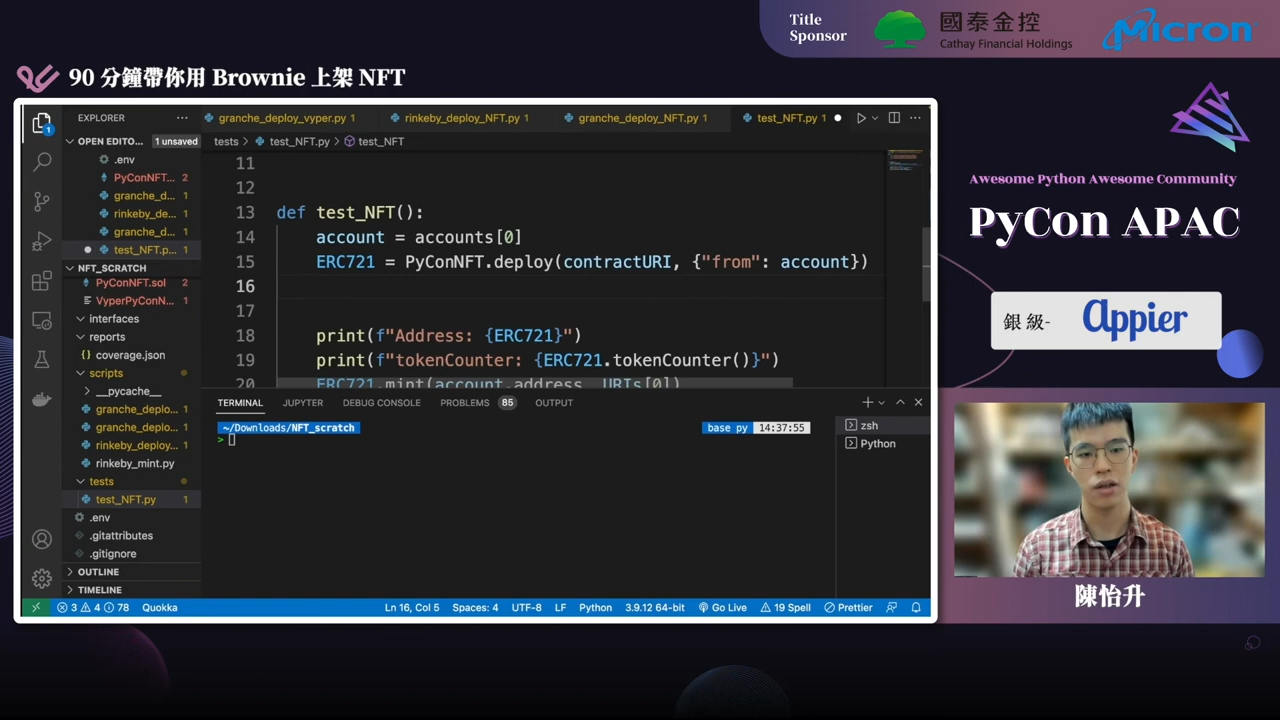 Title
Sponsor
國泰金控
Cathay Financial Holdings
Micron
90 分鐘帶你用 Brownie 上架 NFT
EXPLORER
granche_deploy_vyper.py 1
rinkeby_deploy_NFT.py 1
granche_deploy_NFT.py 1
test_NFT.py 1
OPEN EDITO...
1 unsaved
tests > test_NFT.py > test_NFT
.env
PyConNFT... 2
granche_d... 1
rinkeby_de... 1
granche_d... 1
test_NFT.p... 1
NFT_SCRATCH
PyConNFT.sol 2
VyperPyConN... 1
interfaces
reports
coverage.json
scripts
__pycache__
granche_deplo... 1
granche_deplo... 1
rinkeby_deploy... 1
rinkeby_mint.py
tests
test_NFT.py 1
.env
.gitattributes
.gitignore
OUTLINE
TIMELINE
11
12
13 def test_NFT():
14 account = accounts[0]
15 ERC721 = PyConNFT.deploy(contractURI, {"from": account})
16
17
18 print(f"Address: {ERC721}")
19 print(f"tokenCounter: {ERC721.tokenCounter()}")
20 ERC721.mint(account.address, URIs[0])
TERMINAL
JUPYTER
DEBUG CONSOLE
PROBLEMS 85
OUTPUT
~/Downloads/NFT_scratch
base py 14:37:55
>
zsh
Python
3 4 78 Quokka
Ln 16, Col 5
Spaces: 4
UTF-8
LF
Python
3.9.12 64-bit
Go Live
19 Spell
Prettier
Awesome Python Awesome Community
PyCon APAC
銀級-
Appier
陳怡升